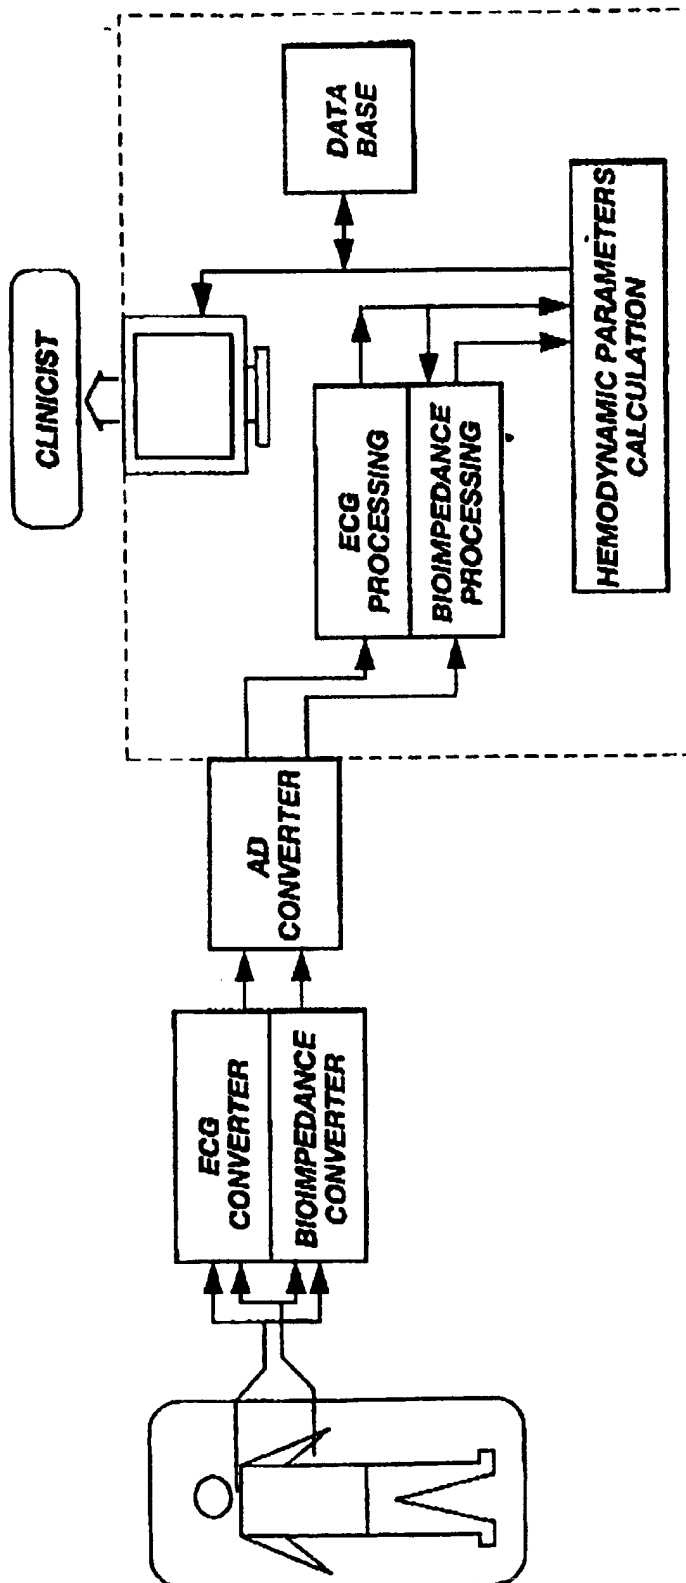 ECG
CONVERTER
BIOIMPEDANCE
CONVERTER
AD
CONVERTER
ECG
PROCESSING
BIOIMPEDANCE
PROCESSING
HEMODYNAMIC PARAMETERS
CALCULATION
DATA
BASE
CLINICIST